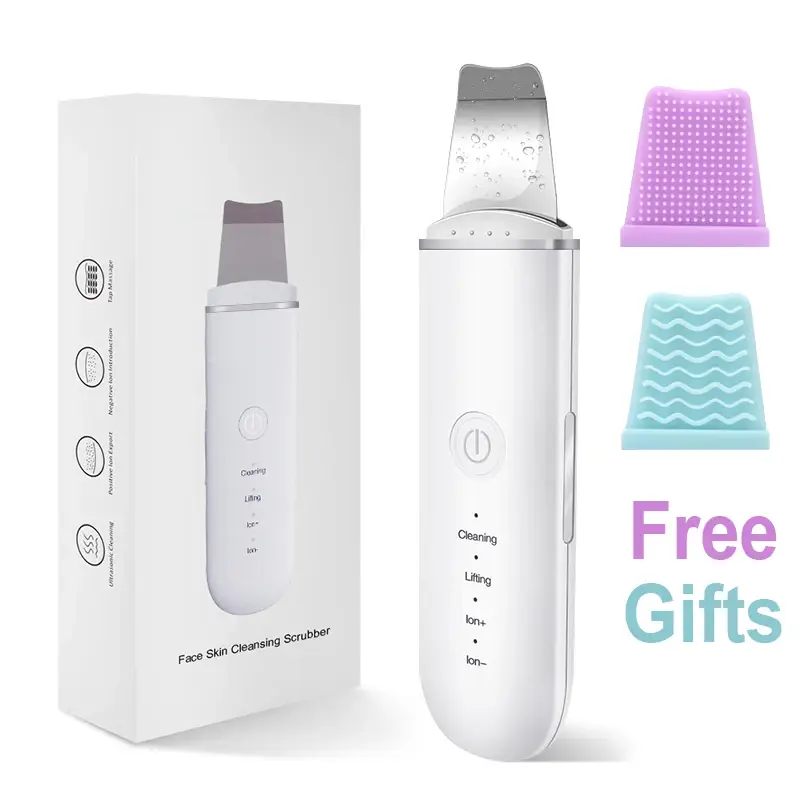 Tap Massage
Negative Ion Introduction
Positive Ion Export
Ultrasonic Cleaning
Cleaning
Lifting
Ion+
Ion-
Face Skin Cleansing Scrubber
Cleaning
Lifting
Ion+
Ion-
Free
Gifts